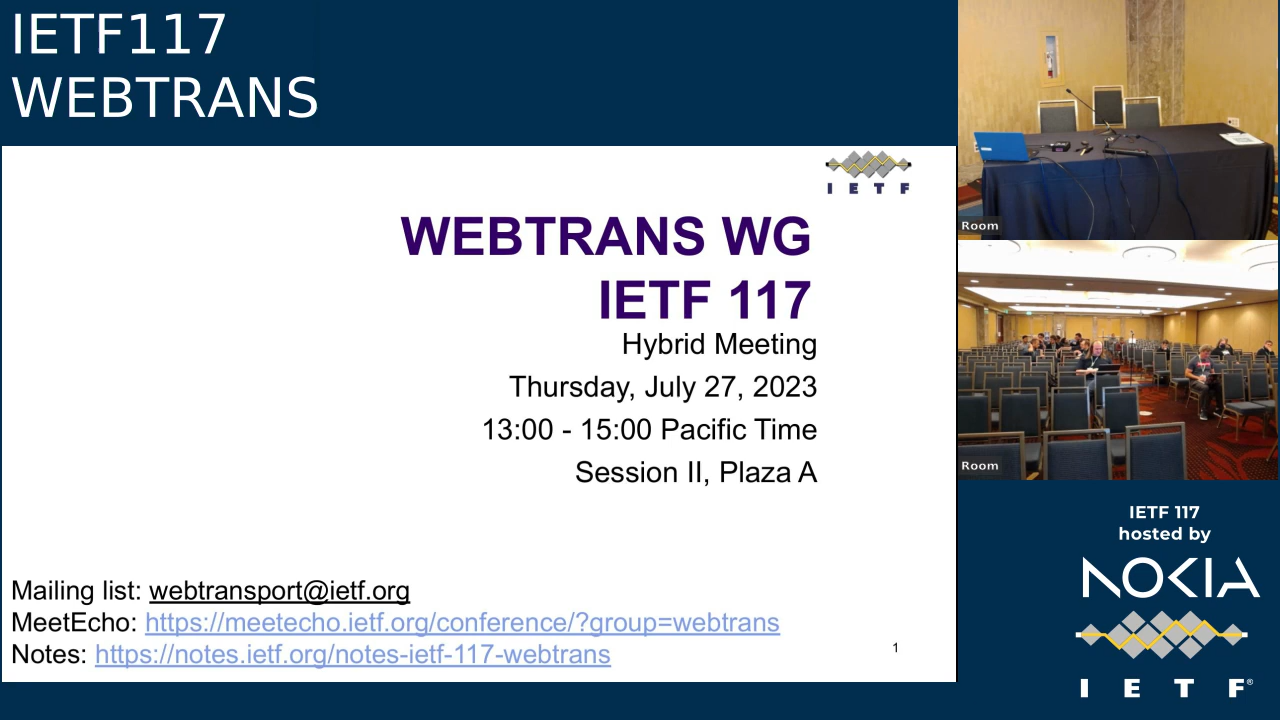 IETF117
WEBTRANS
I E T F
WEBTRANS WG
IETF 117
Hybrid Meeting
Thursday, July 27, 2023
13:00 - 15:00 Pacific Time
Session II, Plaza A
Mailing list: webtransport@ietf.org
MeetEcho: https://meetecho.ietf.org/conference/?group=webtrans
Notes: https://notes.ietf.org/notes-ietf-117-webtrans
1
Room
Room
IETF 117
hosted by
NOKIA
I E T F®